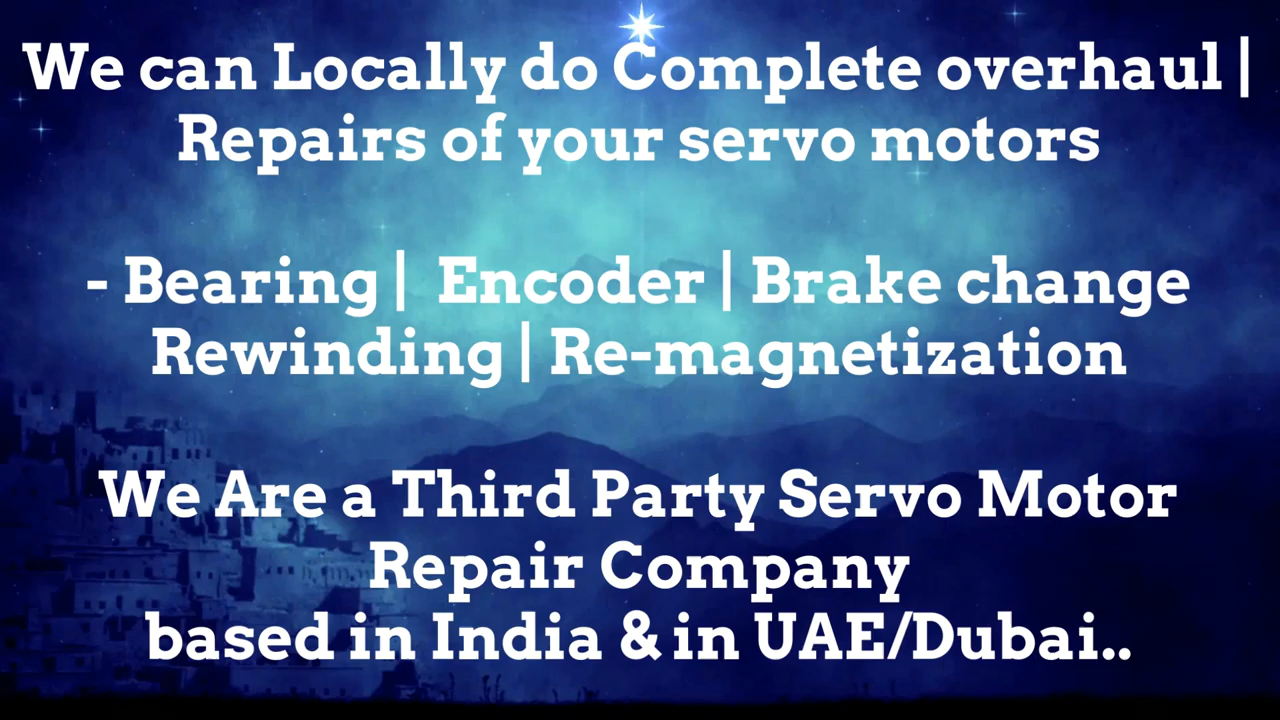 We can Locally do Complete overhaul |
Repairs of your servo motors
- Bearing | Encoder | Brake change
Rewinding | Re-magnetization
We Are a Third Party Servo Motor
Repair Company
based in India & in UAE/Dubai..